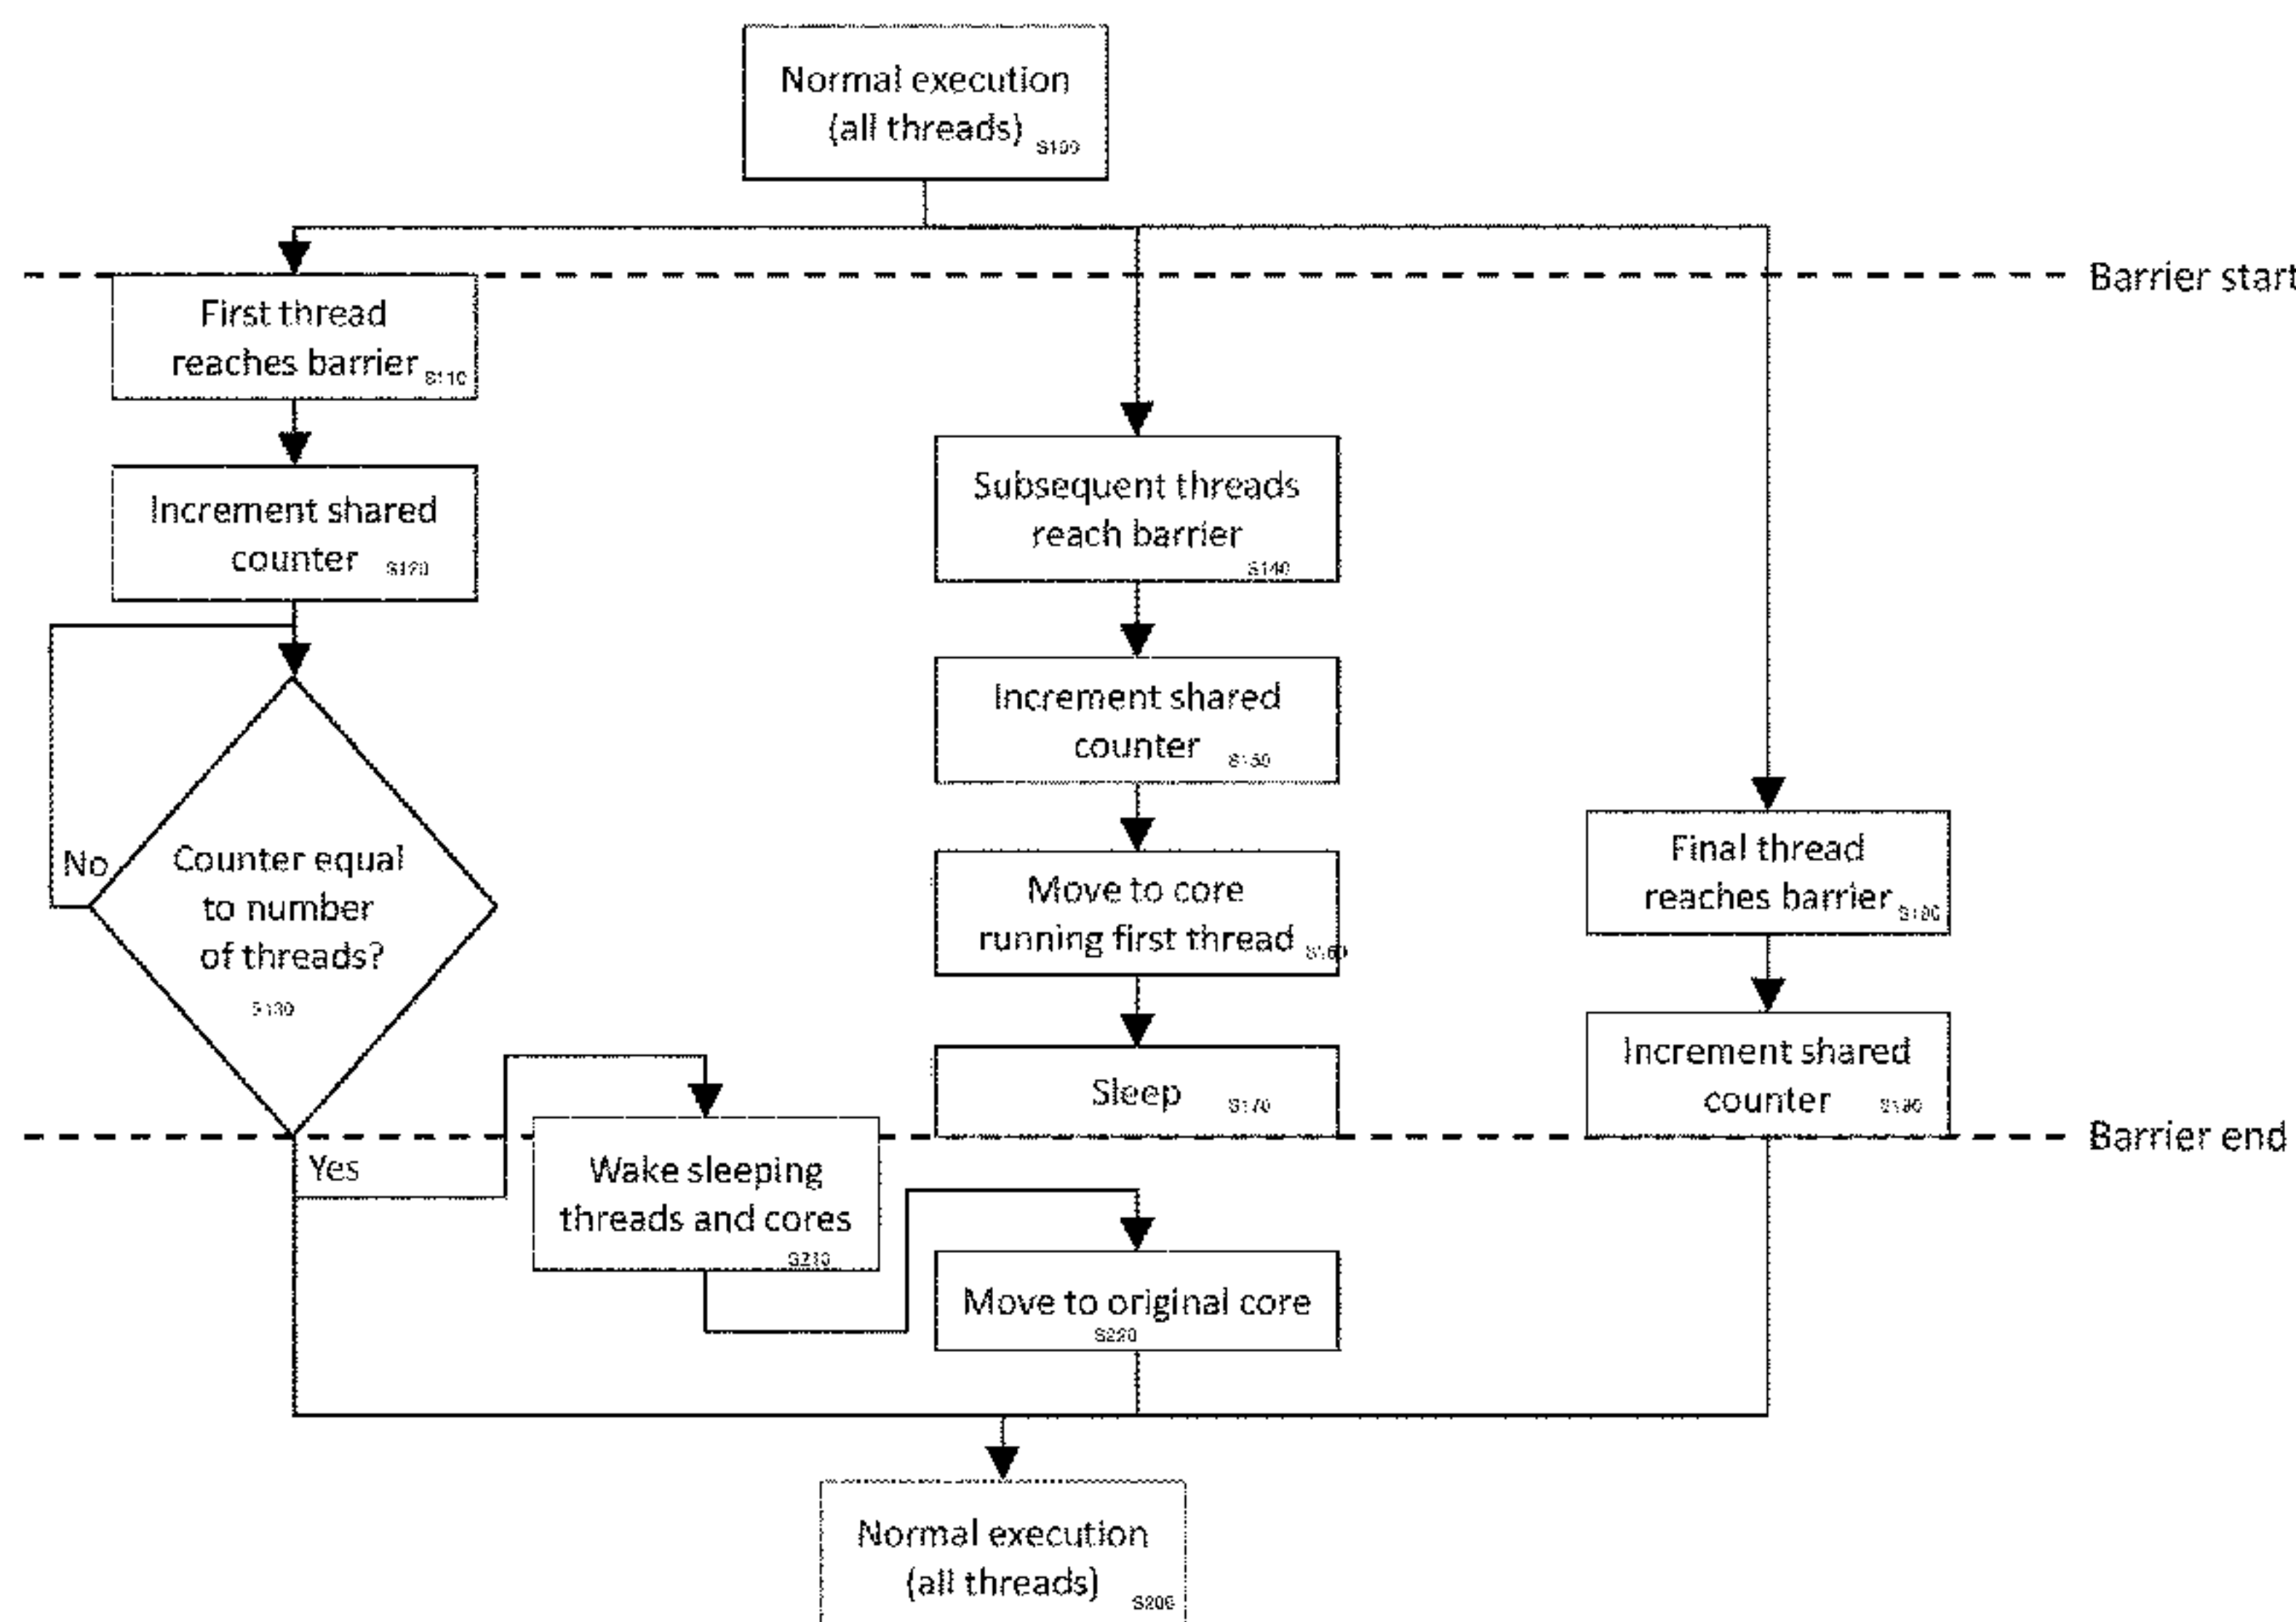 Normal execution
(all threads) S100
Barrier start
First thread
reaches barrier S110
Increment shared
counter S120
Subsequent threads
reach barrier
S140
Increment shared
counter S150
No
Counter equal
to number
of threads?
S130
Move to core
running first thread S160
Final thread
reaches barrier S180
Sleep S170
Increment shared
counter S190
Barrier end
Yes
Wake sleeping
threads and cores
S210
Move to original core
S220
Normal execution
(all threads) S200